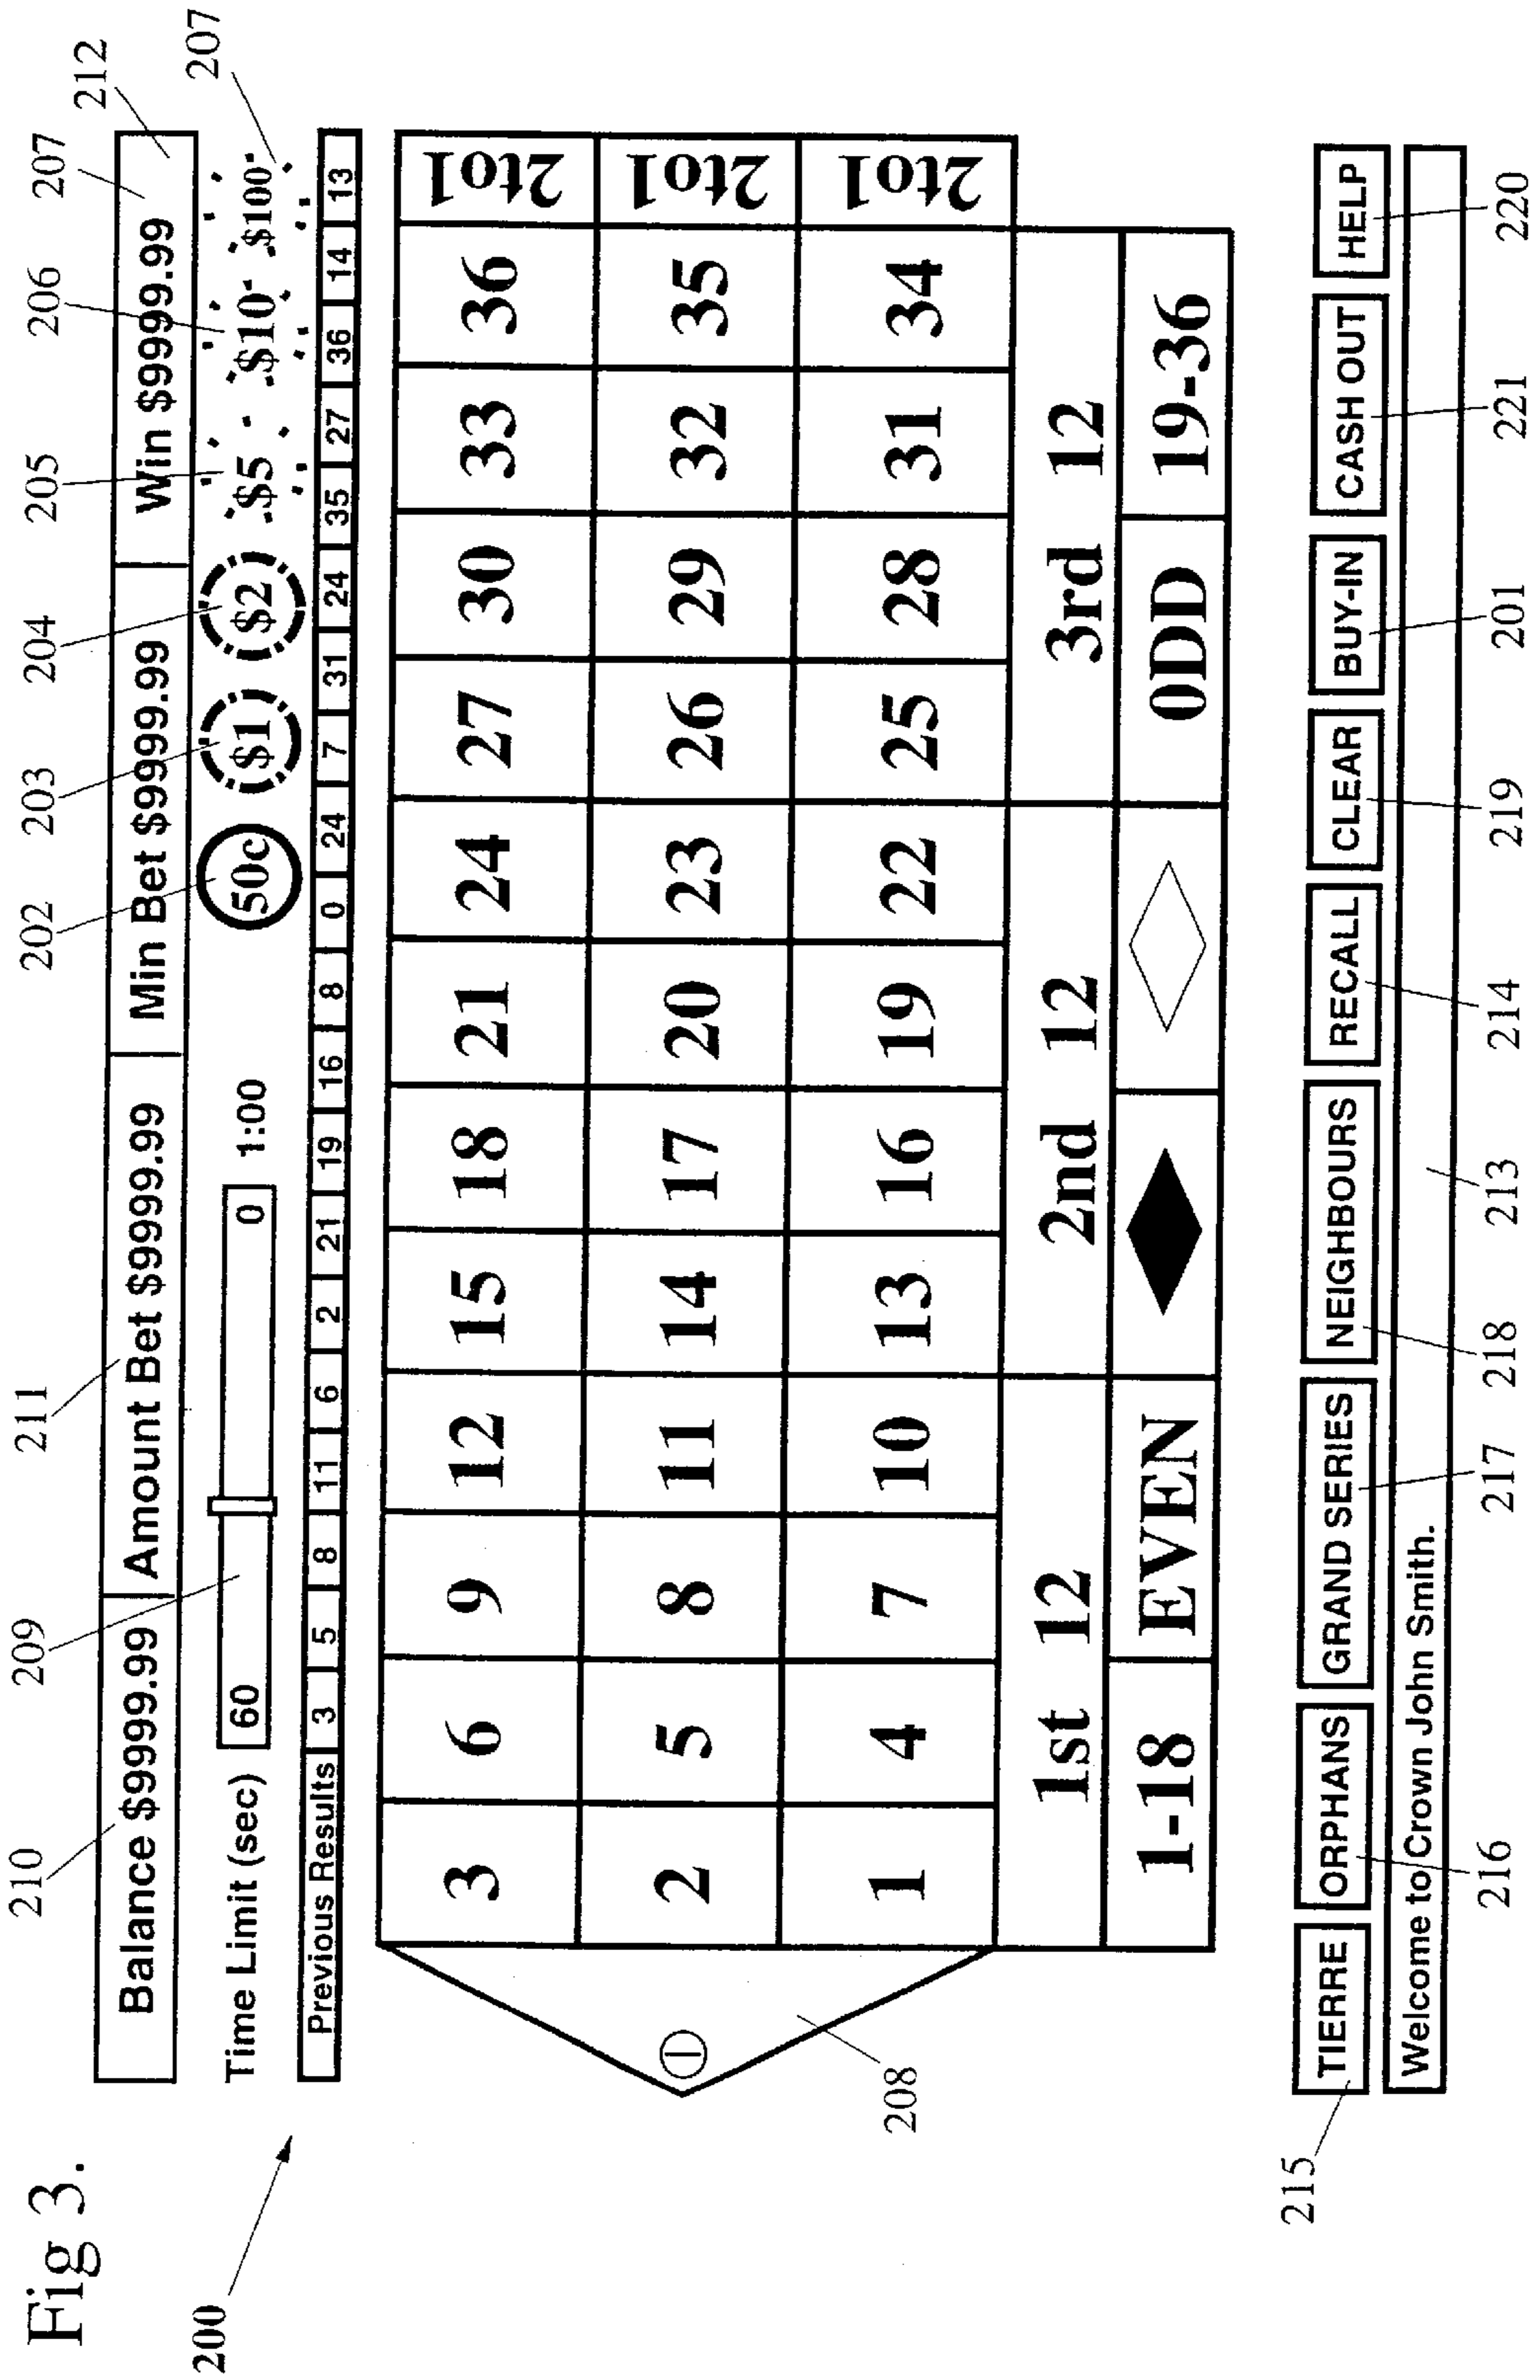 Fig 3.
200
210 211 212
209 202 203 204 205 206 207 207
Balance $9999.99 Amount Bet $9999.99 Min Bet $9999.99 Win $9999.99
Time Limit (sec) 60 0 1:00 50c $1 $2 $5 $10 $100
Previous Results 3 5 8 11 6 2 21 19 16 8 0 24 7 31 24 35 27 36 14 13
3 6 9 12 15 18 21 24 27 30 33 36 2to1
0 2 5 8 11 14 17 20 23 26 29 32 35 2to1
1 4 7 10 13 16 19 22 25 28 31 34 2to1
208
1st 12 2nd 12 3rd 12
1-18 EVEN 0DD 19-36
TIERRE ORPHANS GRAND SERIES NEIGHBOURS RECALL CLEAR BUY-IN CASH OUT HELP
Welcome to Crown John Smith.
215 216 217 218 213 214 219 201 221 220